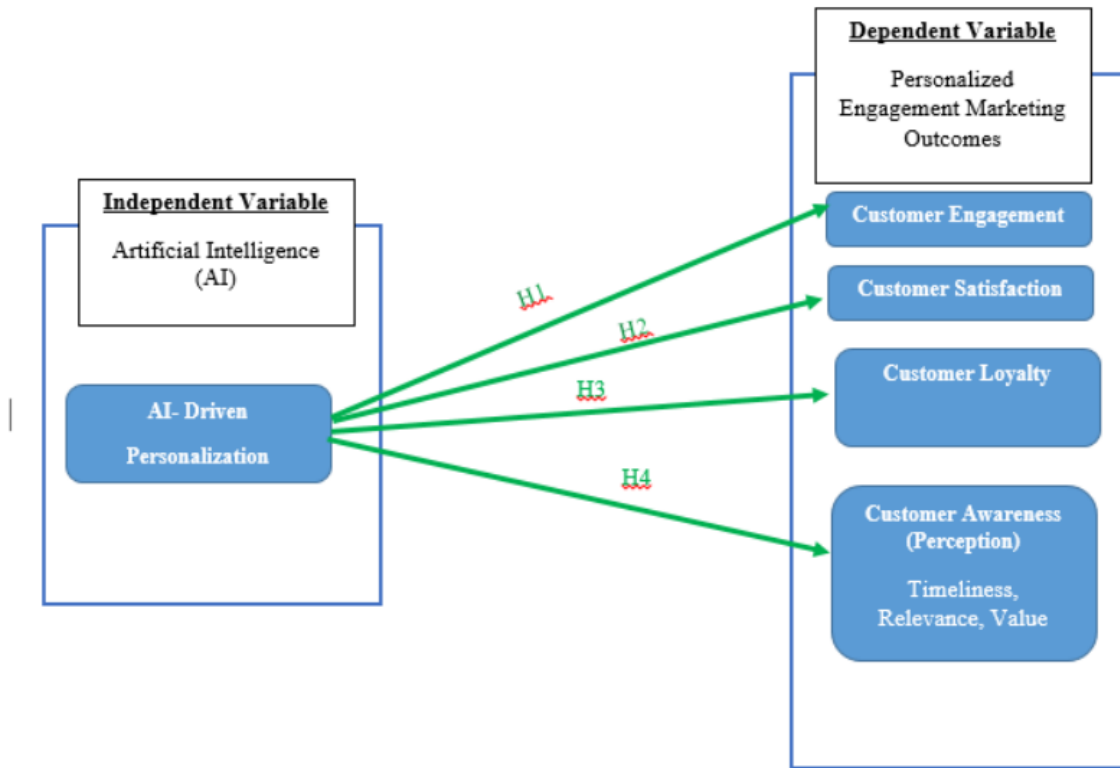 Dependent Variable
Personalized
Engagement Marketing
Outcomes
Independent Variable
Artificial Intelligence
(AI)
Customer Engagement
H1
Customer Satisfaction
H2
Customer Loyalty
H3
AI- Driven
Personalization
H4
Customer Awareness
(Perception)
Timeliness,
Relevance, Value